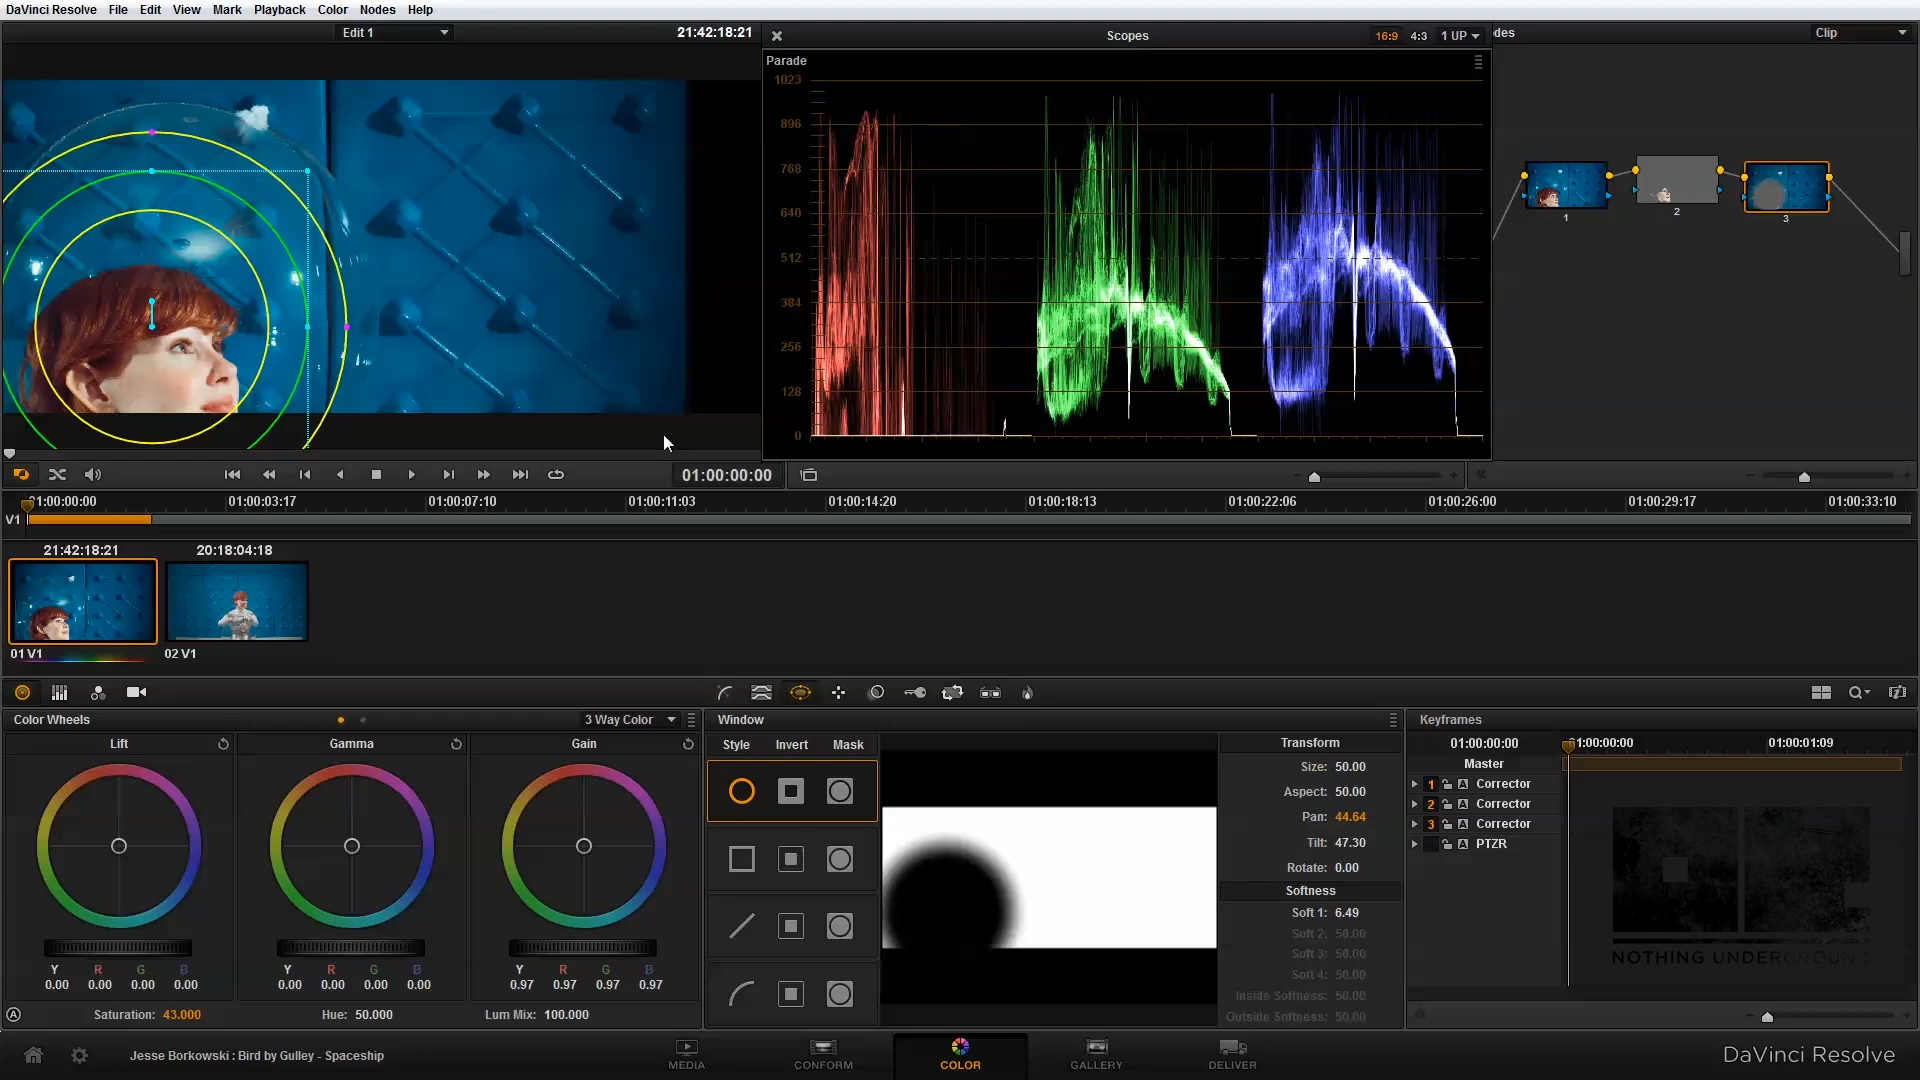 DaVinci Resolve File Edit View Mark Playback Color Nodes Help
Edit 1
21:42:18:21
Scopes
16:9 4:3 1 UP
des
Clip
Parade
1023
896
768
640
512
384
256
128
0
1
2
3
01:00:00:00
01:00:00:00 01:00:03:17 01:00:07:10 01:00:11:03 01:00:14:20 01:00:18:13 01:00:22:06 01:00:26:00 01:00:29:17 01:00:33:10
V1
21:42:18:21 20:18:04:18
01 V1 02 V1
Color Wheels
3 Way Color
Lift Gamma Gain
Y R G B Y R G B Y R G B
0.00 0.00 0.00 0.00 0.00 0.00 0.00 0.00 0.97 0.97 0.97 0.97
A
Saturation: 43.000 Hue: 50.000 Lum Mix: 100.000
Window
Style Invert Mask
Transform
Size: 50.00
Aspect: 50.00
Pan: 44.64
Tilt: 47.30
Rotate: 0.00
Softness
Soft 1: 6.49
Soft 2: 50.00
Soft 3: 50.00
Soft 4: 50.00
Inside Softness: 50.00
Outside Softness: 50.00
Keyframes
01:00:00:00 01:00:00:00 01:00:01:09
Master
1 A Corrector
2 A Corrector
3 A Corrector
A PTZR
NOTHING UNDERGROUND
Jesse Borkowski : Bird by Gulley - Spaceship
MEDIA CONFORM COLOR GALLERY DELIVER
DaVinci Resolve